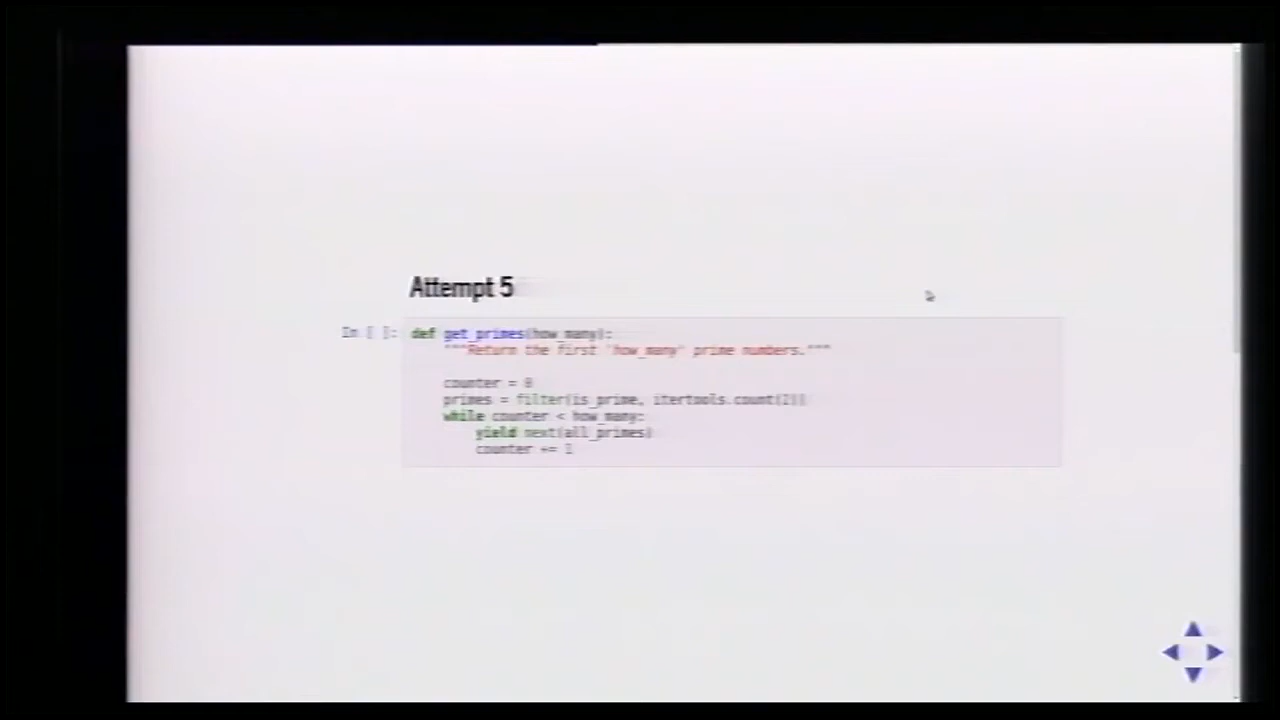 Attempt 5
In [ ]: def get_primes(how_many):
"""Return the first `how_many` prime numbers."""
counter = 0
primes = filter(is_prime, itertools.count(2))
while counter < how_many:
yield next(all_primes)
counter += 1